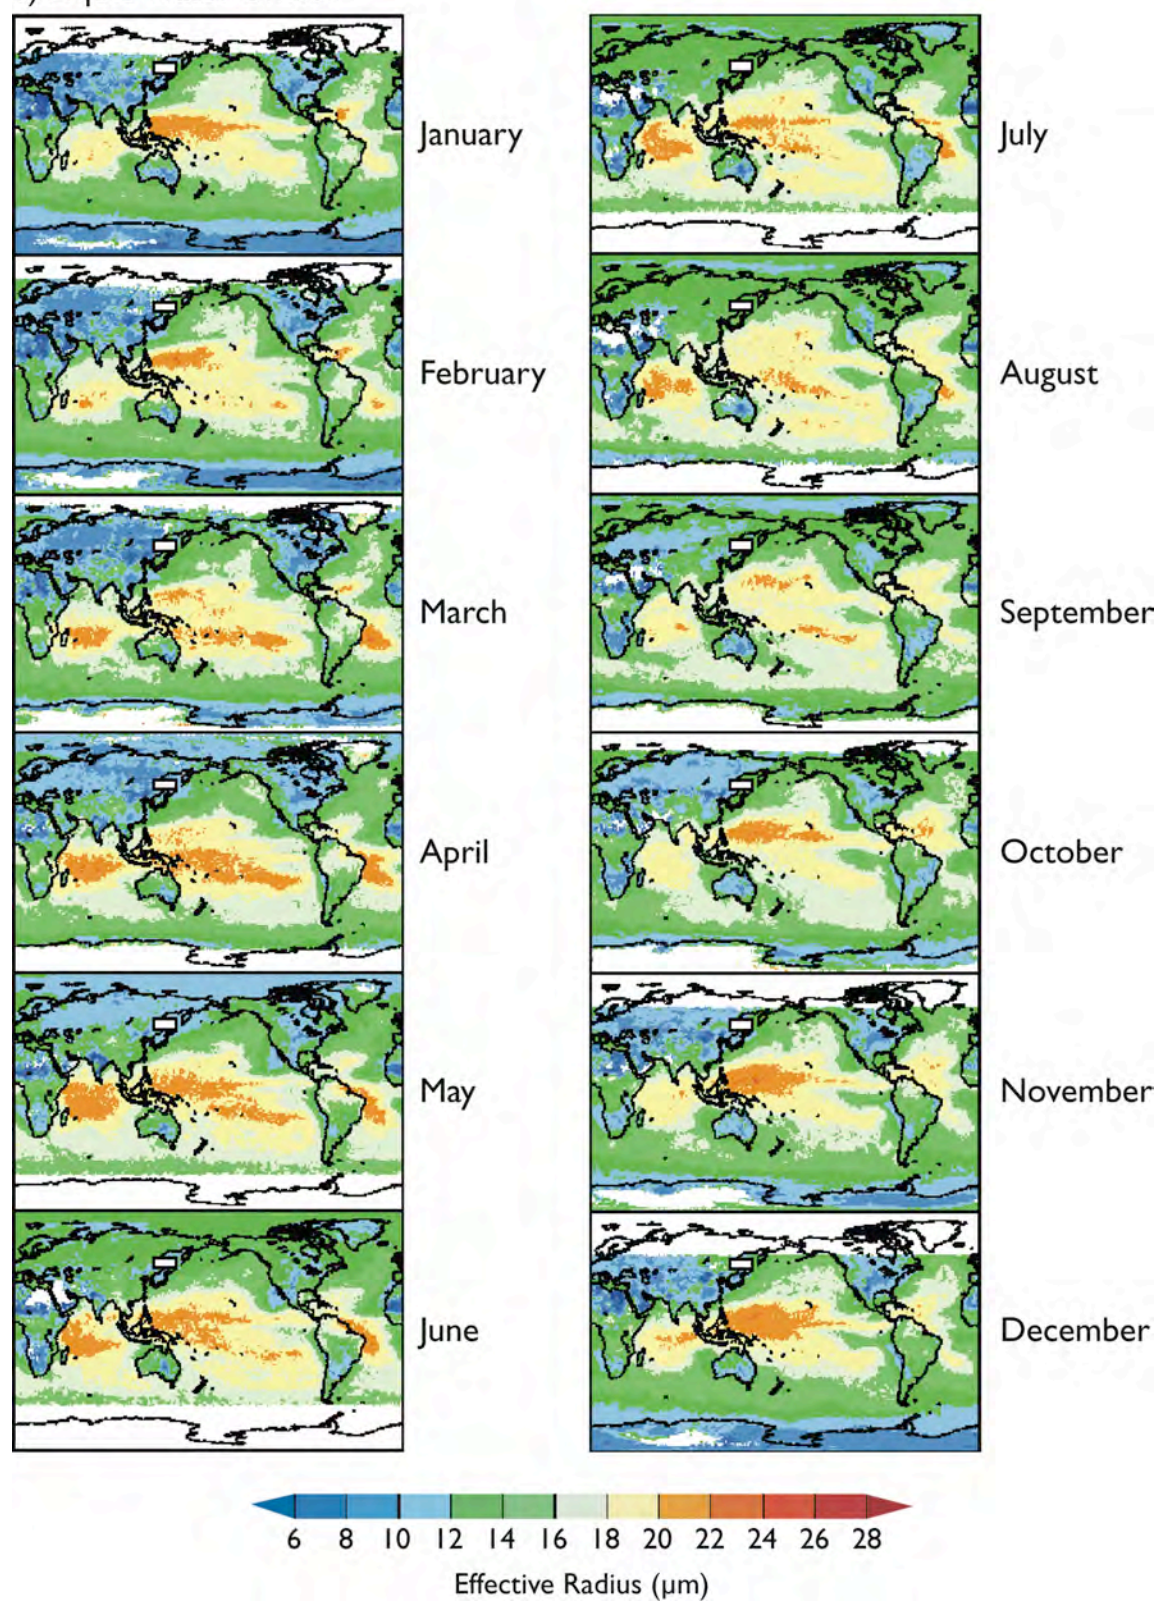 January
July
February
August
March
September
April
October
May
November
June
December
6 8 10 12 14 16 18 20 22 24 26 28
Effective Radius (µm)